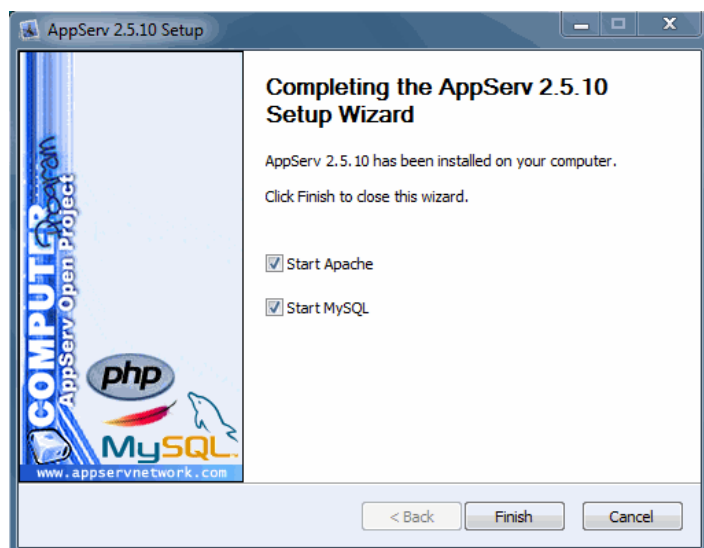 AppServ 2.5.10 Setup
Completing the AppServ 2.5.10
Setup Wizard
AppServ 2.5.10 has been installed on your computer.
Click Finish to close this wizard.
Start Apache
Start MySQL
COMPUTER
Program
AppServ Open Project
php
MySQL
www.appservnetwork.com
< Back
Finish
Cancel